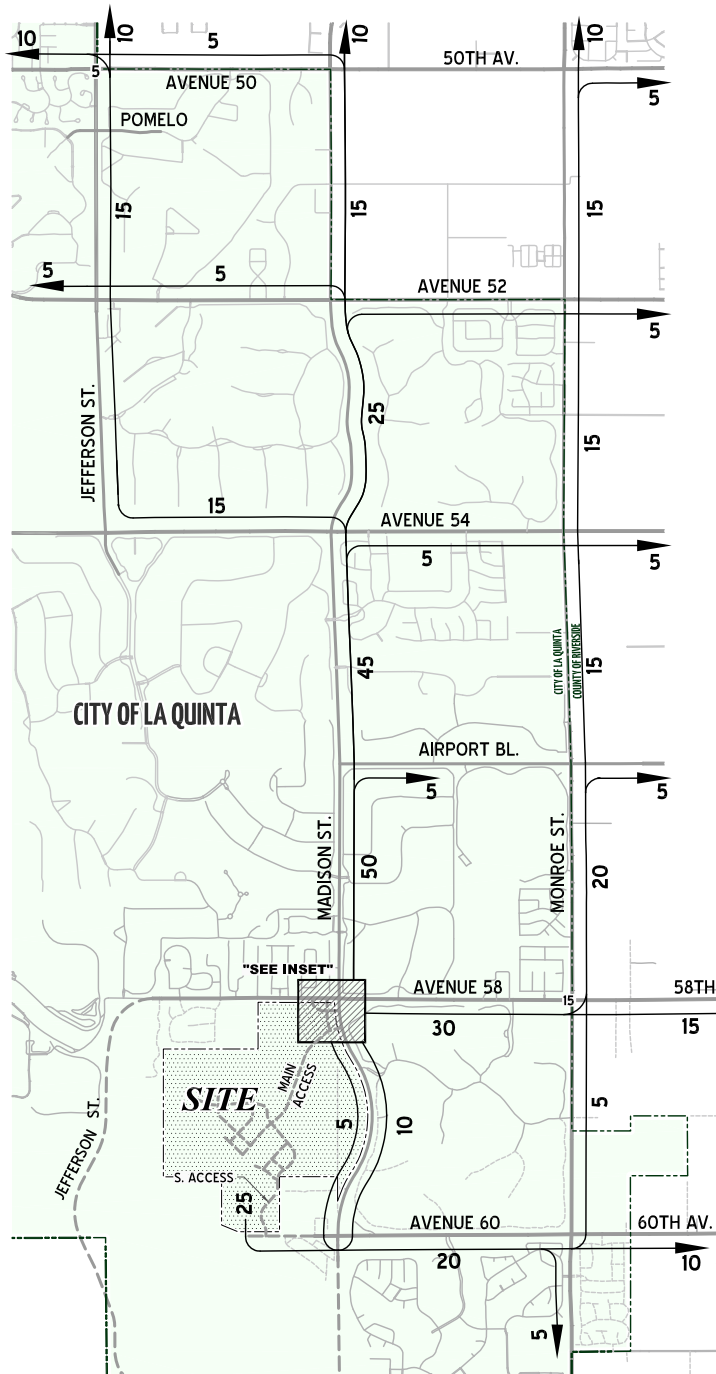 10
10
5
10
10
5
AVENUE 50
50TH AV.
5
POMELO
15
15
15
5
5
AVENUE 52
5
JEFFERSON ST.
25
15
15
AVENUE 54
5
5
45
CITY OF LA QUINTA
COUNTY OF RIVERSIDE
15
CITY OF LA QUINTA
AIRPORT BL.
5
5
MADISON ST.
50
MONROE ST.
20
"SEE INSET"
AVENUE 58
15
58TH
30
15
MAIN
ACCESS
SITE
5
10
5
JEFFERSON ST.
S. ACCESS
25
AVENUE 60
60TH AV.
20
10
5